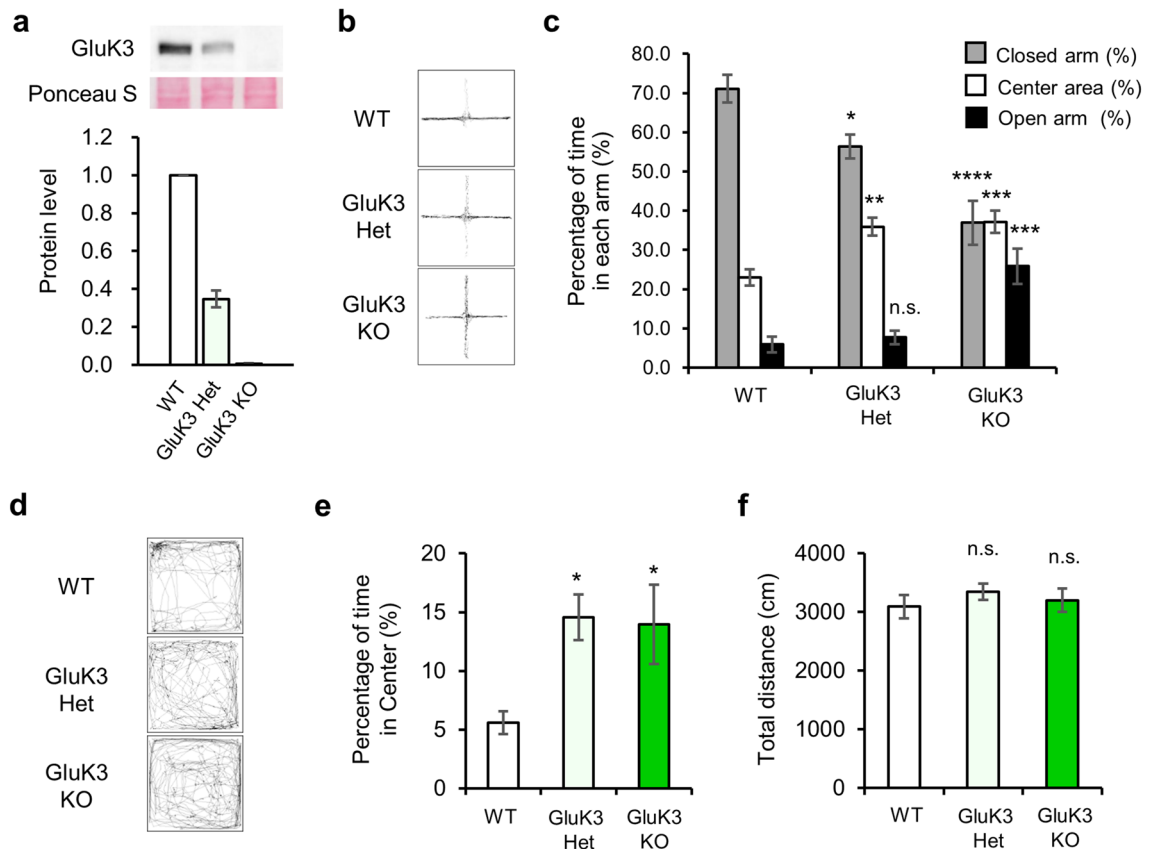 a
GluK3
Ponceau S
1.2
1.0
0.8
0.6
0.4
0.2
0.0
Protein level
WT
GluK3 Het
GluK3 KO
b
WT
GluK3
Het
GluK3
KO
c
80.0
70.0
60.0
50.0
40.0
30.0
20.0
10.0
0.0
Percentage of time
in each arm (%)
Closed arm (%)
Center area (%)
Open arm (%)
*
**
n.s.
****
***
***
WT
GluK3
Het
GluK3
KO
d
WT
GluK3
Het
GluK3
KO
e
20
15
10
5
0
Percentage of time
in Center (%)
*
*
WT
GluK3
Het
GluK3
KO
f
4000
3000
2000
1000
0
Total distance (cm)
n.s.
n.s.
WT
GluK3
Het
GluK3
KO